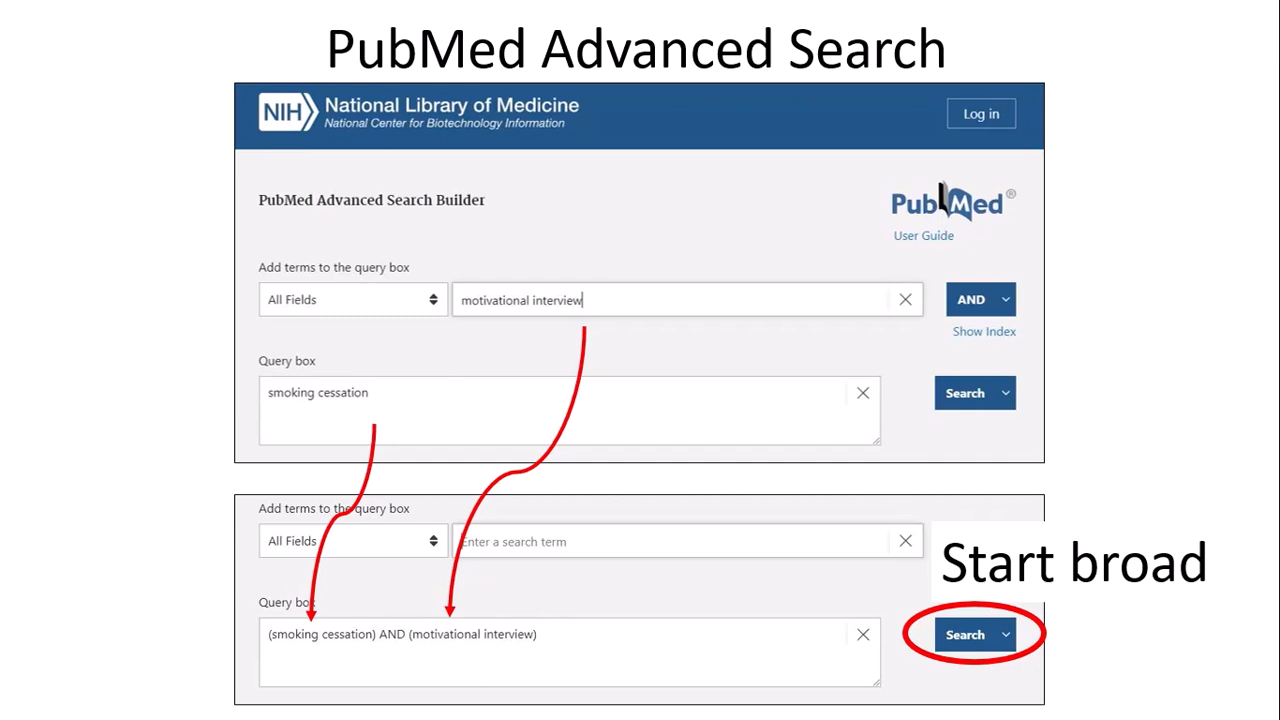 PubMed Advanced Search
NIH National Library of Medicine
National Center for Biotechnology Information
Log in
PubMed Advanced Search Builder
PubMed®
User Guide
Add terms to the query box
All Fields
motivational interview
AND
Show Index
Query box
smoking cessation
Search
Add terms to the query box
All Fields
Enter a search term
Start broad
Query box
(smoking cessation) AND (motivational interview)
Search